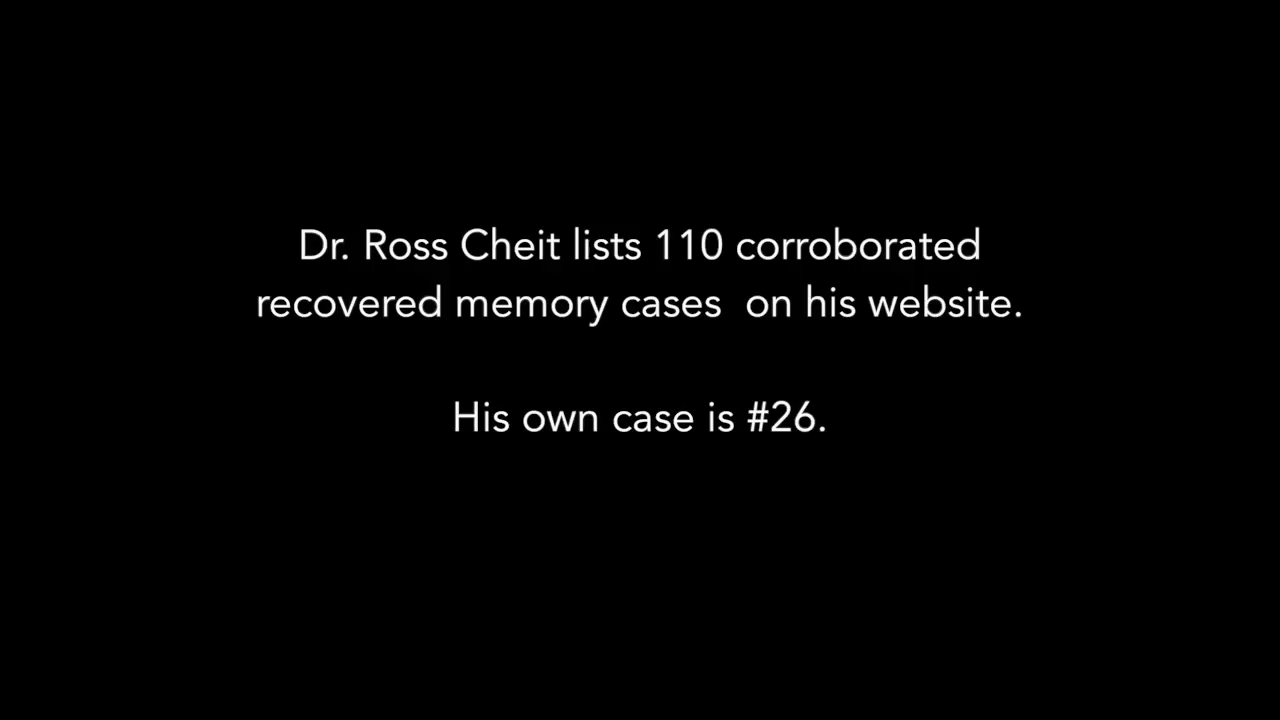 Dr. Ross Cheit lists 110 corroborated
recovered memory cases  on his website.
His own case is #26.